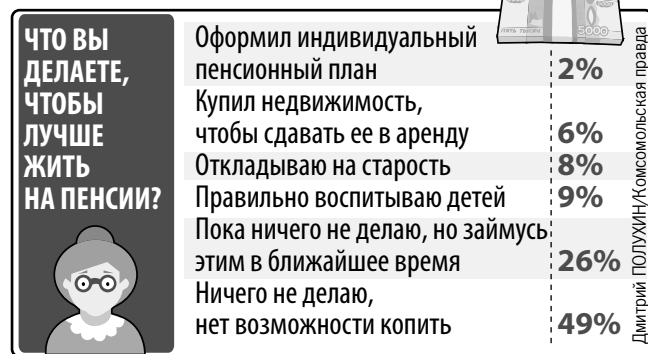 ЧТО ВЫ
ДЕЛАЕТЕ,
ЧТОБЫ
ЛУЧШЕ
ЖИТЬ
НА ПЕНСИИ?
ПЯТЬ ТЫСЯЧ 5000
Оформил индивидуальный
пенсионный план 2%
Купил недвижимость,
чтобы сдавать ее в аренду 6%
Откладываю на старость 8%
Правильно воспитываю детей 9%
Пока ничего не делаю, но займусь
этим в ближайшее время 26%
Ничего не делаю,
нет возможности копить 49%
Дмитрий ПОЛУХИН/Комсомольская правда